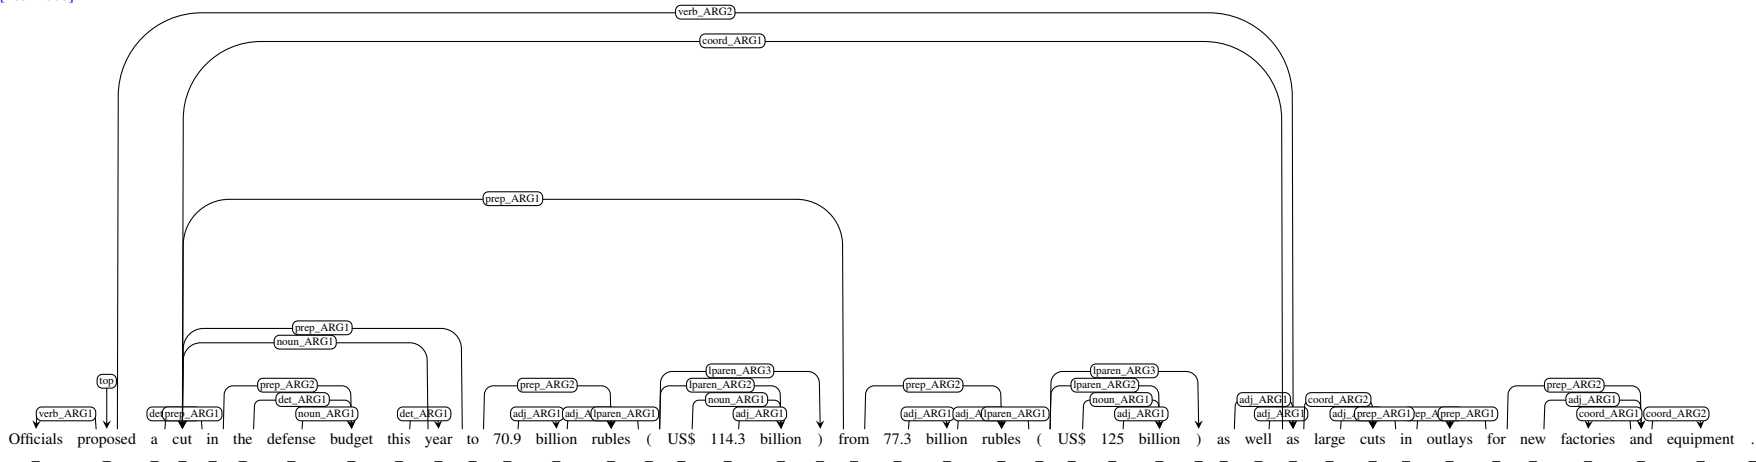 verb_ARG2
coord_ARG1
prep_ARG1
prep_ARG1
noun_ARG1
lparen_ARG3 lparen_ARG3
top prep_ARG2 prep_ARG2 lparen_ARG2 prep_ARG2 lparen_ARG2 prep_ARG2
det_ARG1 noun_ARG1 noun_ARG1 adj_ARG1 coord_ARG2 adj_ARG1
verb_ARG1 prep_ARG1 noun_ARG1 det_ARG1 adj_ARG1 lparen_ARG1 adj_ARG1 adj_ARG1 lparen_ARG1 adj_ARG1 adj_ARG1 prep_ARG1 prep_ARG1 coord_ARG1 coord_ARG2
Officials proposed a cut in the defense budget this year to 70.9 billion rubles ( US$ 114.3 billion ) from 77.3 billion rubles ( US$ 125 billion ) as well as large cuts in outlays for new factories and equipment .